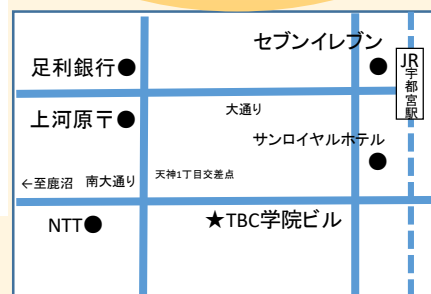 セブンイレブン
足利銀行●
JR宇都宮駅
大通り
上河原〒●
サンロイヤルホテル
天神1丁目交差点
←至鹿沼 南大通り
NTT●
★TBC学院ビル